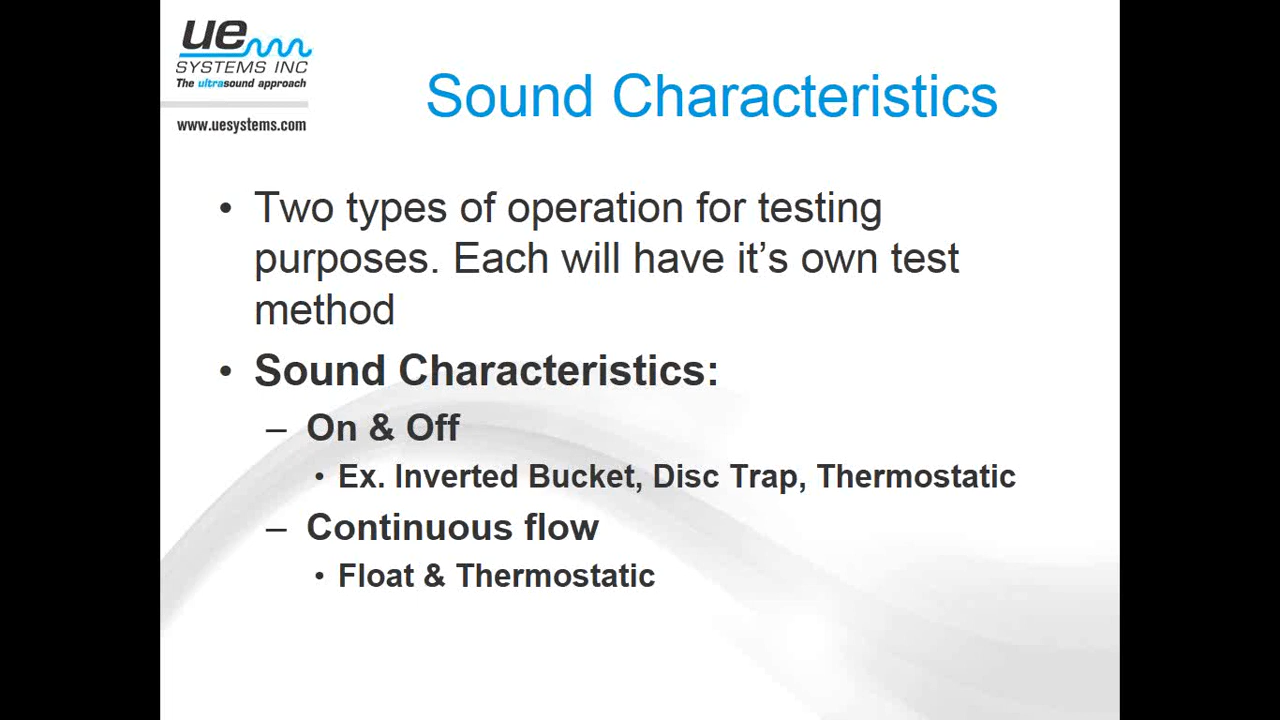 ue
SYSTEMS INC
The ultrasound approach
www.uesystems.com
Sound Characteristics
• Two types of operation for testing
purposes. Each will have it’s own test
method
• Sound Characteristics:
– On & Off
• Ex. Inverted Bucket, Disc Trap, Thermostatic
– Continuous flow
• Float & Thermostatic